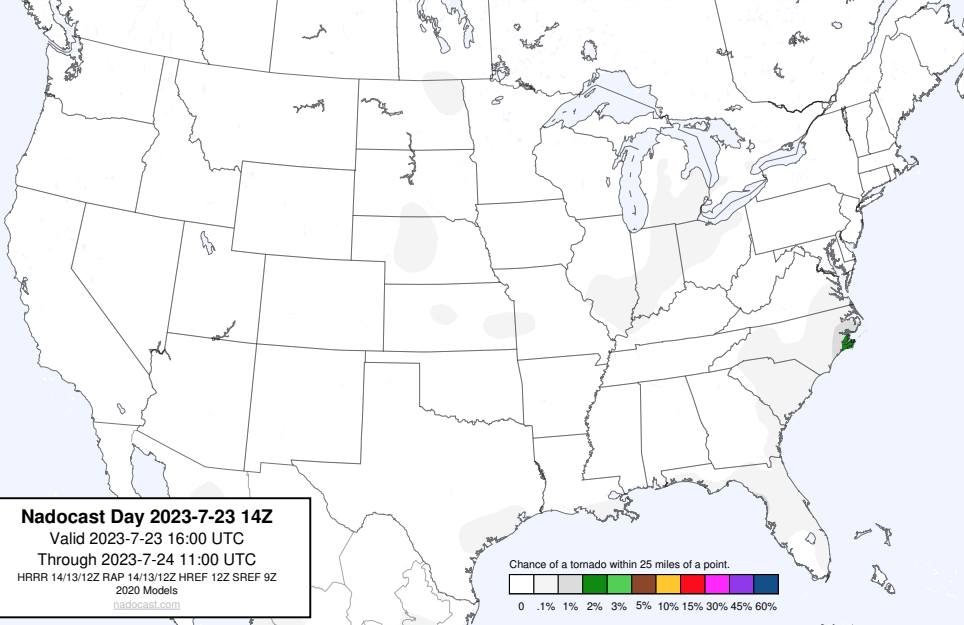 Nadocast Day 2023-7-23 14Z
Valid 2023-7-23 16:00 UTC
Through 2023-7-24 11:00 UTC
HRRR 14/13/12Z RAP 14/13/12Z HREF 12Z SREF 9Z
2020 Models
nadocast.com
Chance of a tornado within 25 miles of a point.
0 .1% 1% 2% 3% 5% 10% 15% 30% 45% 60%